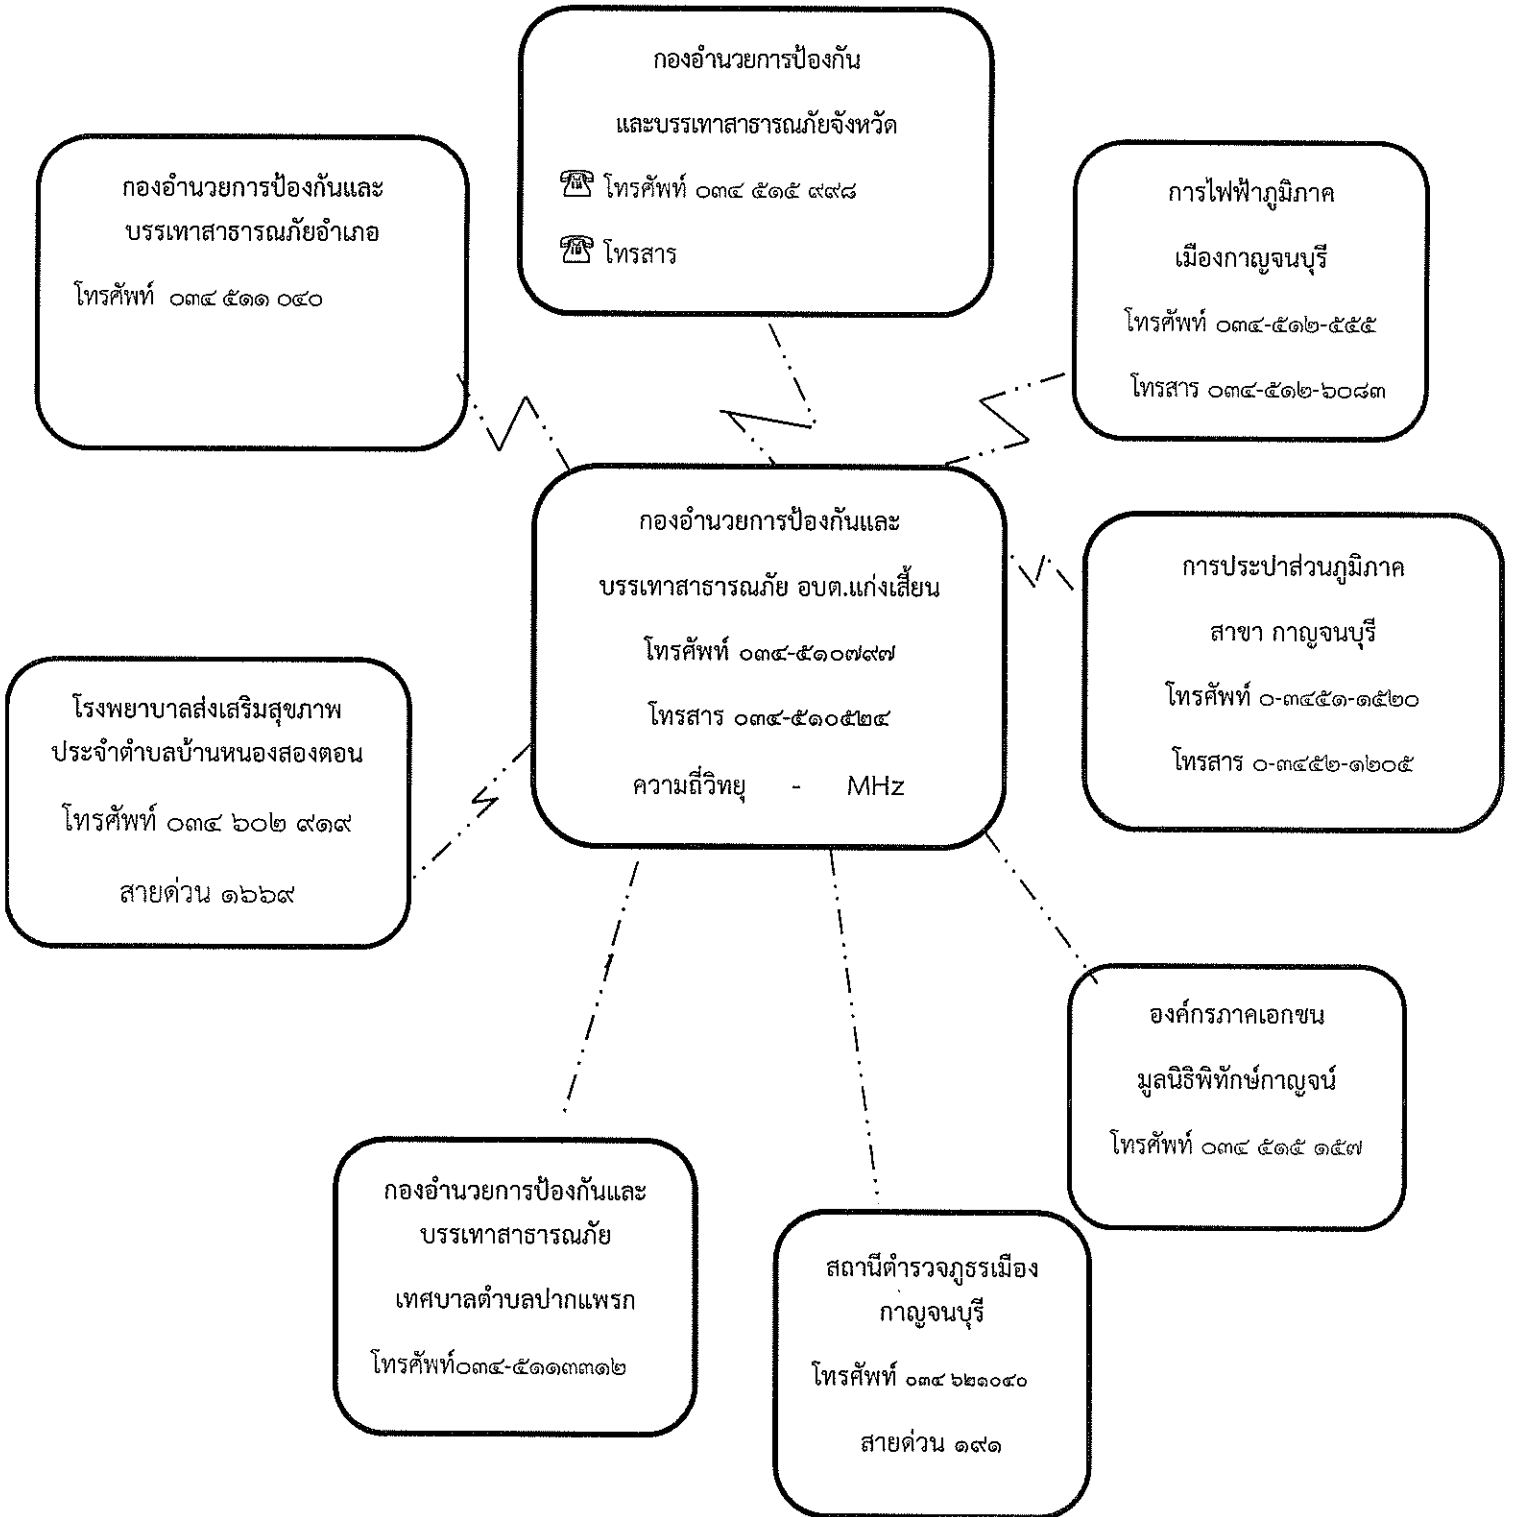 กองอำนวยการป้องกัน
และบรรเทาสาธารณภัยจังหวัด
☎ โทรศัพท์ ๐๓๔ ๕๑๕ ๙๙๘
☎ โทรสาร
กองอำนวยการป้องกันและ
บรรเทาสาธารณภัยอำเภอ
โทรศัพท์ ๐๓๔ ๕๑๑ ๐๔๐
การไฟฟ้าภูมิภาค
เมืองกาญจนบุรี
โทรศัพท์ ๐๓๔-๕๑๒-๕๕๕
โทรสาร ๐๓๔-๕๑๒-๖๐๘๓
กองอำนวยการป้องกันและ
บรรเทาสาธารณภัย อบต.แก่งเสี้ยน
โทรศัพท์ ๐๓๔-๕๑๐๗๙๗
โทรสาร ๐๓๔-๕๑๐๕๒๔
ความถี่วิทยุ - MHz
การประปาส่วนภูมิภาค
สาขา กาญจนบุรี
โทรศัพท์ ๐-๓๔๕๑-๑๕๒๐
โทรสาร ๐-๓๔๕๒-๑๒๐๕
โรงพยาบาลส่งเสริมสุขภาพ
ประจำตำบลบ้านหนองสองตอน
โทรศัพท์ ๐๓๔ ๖๐๒ ๙๑๙
สายด่วน ๑๖๖๙
องค์กรภาคเอกชน
มูลนิธิพิทักษ์กาญจน์
โทรศัพท์ ๐๓๔ ๕๑๕ ๑๕๗
กองอำนวยการป้องกันและ
บรรเทาสาธารณภัย
เทศบาลตำบลปากแพรก
โทรศัพท์๐๓๔-๕๑๑๓๓๑๒
สถานีตำรวจภูธรเมือง
กาญจนบุรี
โทรศัพท์ ๐๓๔ ๖๒๑๐๔๐
สายด่วน ๑๙๑